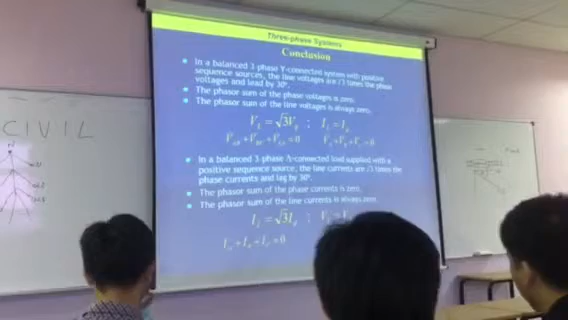 Three-phase Systems
Conclusion
In a balanced 3-phase Y-connected system with positive
sequence sources, the line voltages are √3 times the phase
voltages and lead by 30°.
The phasor sum of the phase voltages is zero.
The phasor sum of the line voltages is always zero.
V_L = √3V_φ ; I_L = I_φ
V_AB+V_BC+V_CA=0
In a balanced 3-phase Δ-connected load supplied with a
positive sequence source, the line currents are √3 times the
phase currents and lag by 30°.
The phasor sum of the phase currents is zero.
The phasor sum of the line currents is always zero.
I_L = √3I_φ ;
CIVIL
N